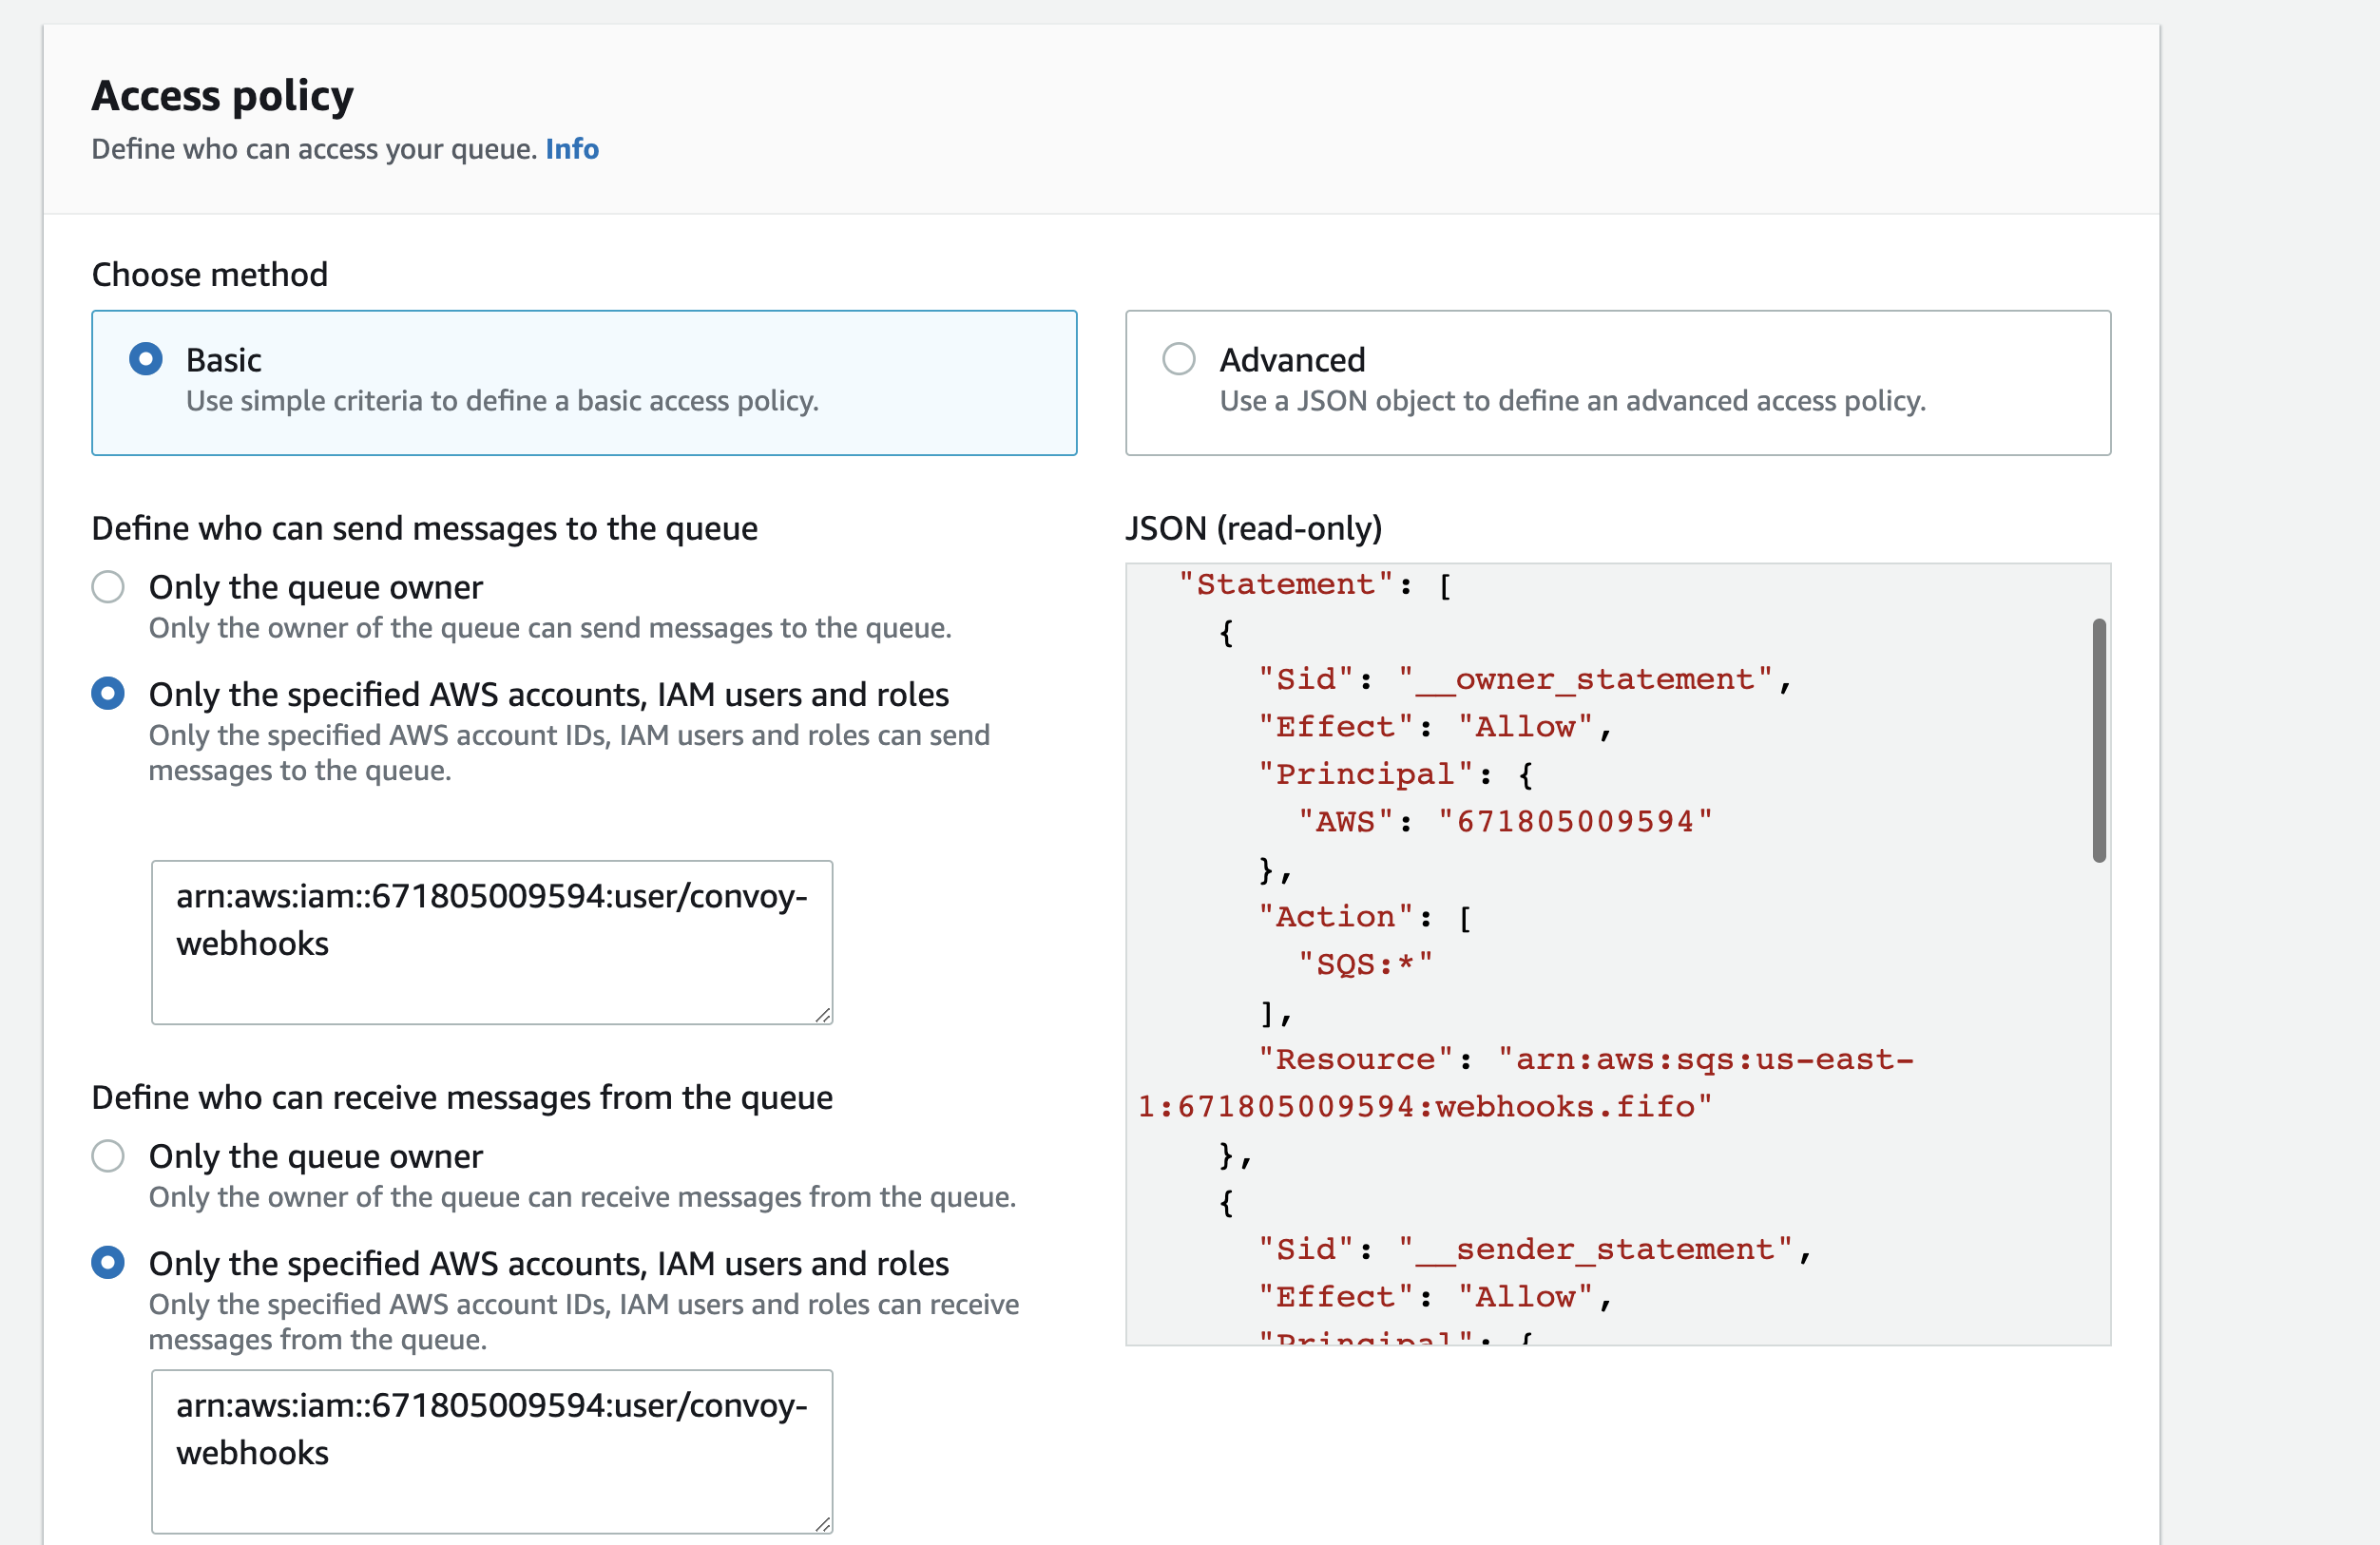 Access policy
Define who can access your queue. Info
Choose method
Basic
Use simple criteria to define a basic access policy.
Advanced
Use a JSON object to define an advanced access policy.
Define who can send messages to the queue
Only the queue owner
Only the owner of the queue can send messages to the queue.
Only the specified AWS accounts, IAM users and roles
Only the specified AWS account IDs, IAM users and roles can send
messages to the queue.
arn:aws:iam::671805009594:user/convoy-
webhooks
Define who can receive messages from the queue
Only the queue owner
Only the owner of the queue can receive messages from the queue.
Only the specified AWS accounts, IAM users and roles
Only the specified AWS account IDs, IAM users and roles can receive
messages from the queue.
arn:aws:iam::671805009594:user/convoy-
webhooks
JSON (read-only)
"Statement": [
{
"Sid": "__owner_statement",
"Effect": "Allow",
"Principal": {
"AWS": "671805009594"
},
"Action": [
"SQS:*"
],
"Resource": "arn:aws:sqs:us-east-
1:671805009594:webhooks.fifo"
},
{
"Sid": "__sender_statement",
"Effect": "Allow",
"Principal": {